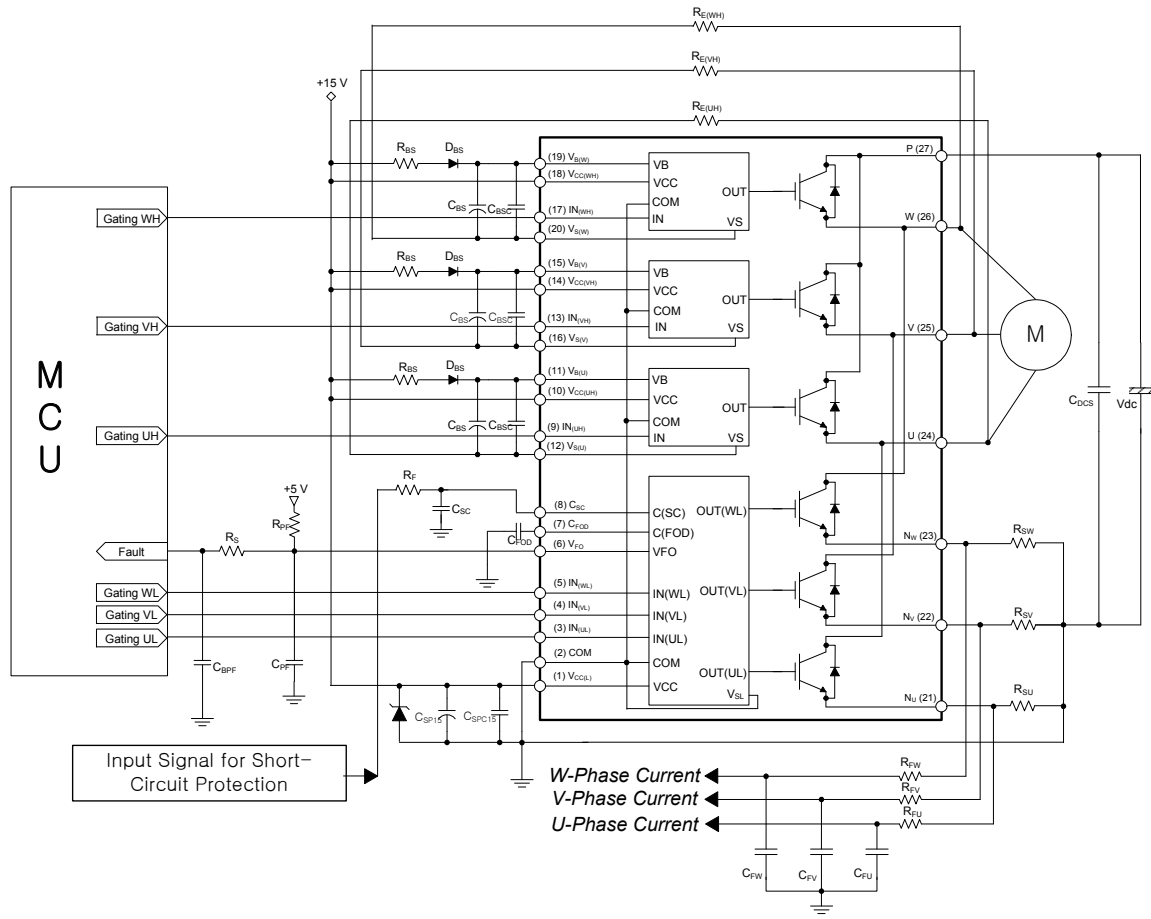 R_E(WH)
R_E(VH)
+15 V
R_E(UH)
R_BS D_BS
(19) V_B(W) VB
P (27)
(18) V_CC(WH) VCC
OUT
COM
C_BS C_BSC
Gating WH
(17) IN_(WH) IN
VS
W (26)
(20) V_S(W)
R_BS D_BS
(15) V_B(V) VB
(14) V_CC(VH) VCC
OUT
COM
C_BS C_BSC
Gating VH
(13) IN_(VH) IN
VS
V (25)
(16) V_S(V)
M
MCU
R_BS D_BS
(11) V_B(U) VB
(10) V_CC(UH) VCC
OUT
COM
C_BS C_BSC
C_DCS Vdc
Gating UH
(9) IN_(UH) IN
VS
U (24)
(12) V_S(U)
R_F
+5 V
C_SC
(8) C_SC C(SC)
OUT(WL)
R_PF
(7) C_FOD C(FOD)
C_FOD
R_S
Fault
(6) V_FO VFO
N_W (23)
R_SW
Gating WL
(5) IN_(WL) IN(WL)
OUT(VL)
Gating VL
(4) IN_(VL) IN(VL)
N_V (22)
R_SV
Gating UL
(3) IN_(UL) IN(UL)
(2) COM COM
OUT(UL)
C_BPF
C_PF
(1) V_CC(L) VCC
V_SL
N_U (21)
R_SU
C_SP15 C_SPC15
Input Signal for Short-
Circuit Protection
W-Phase Current
R_FW
V-Phase Current
R_FV
U-Phase Current
R_FU
C_FW C_FV C_FU